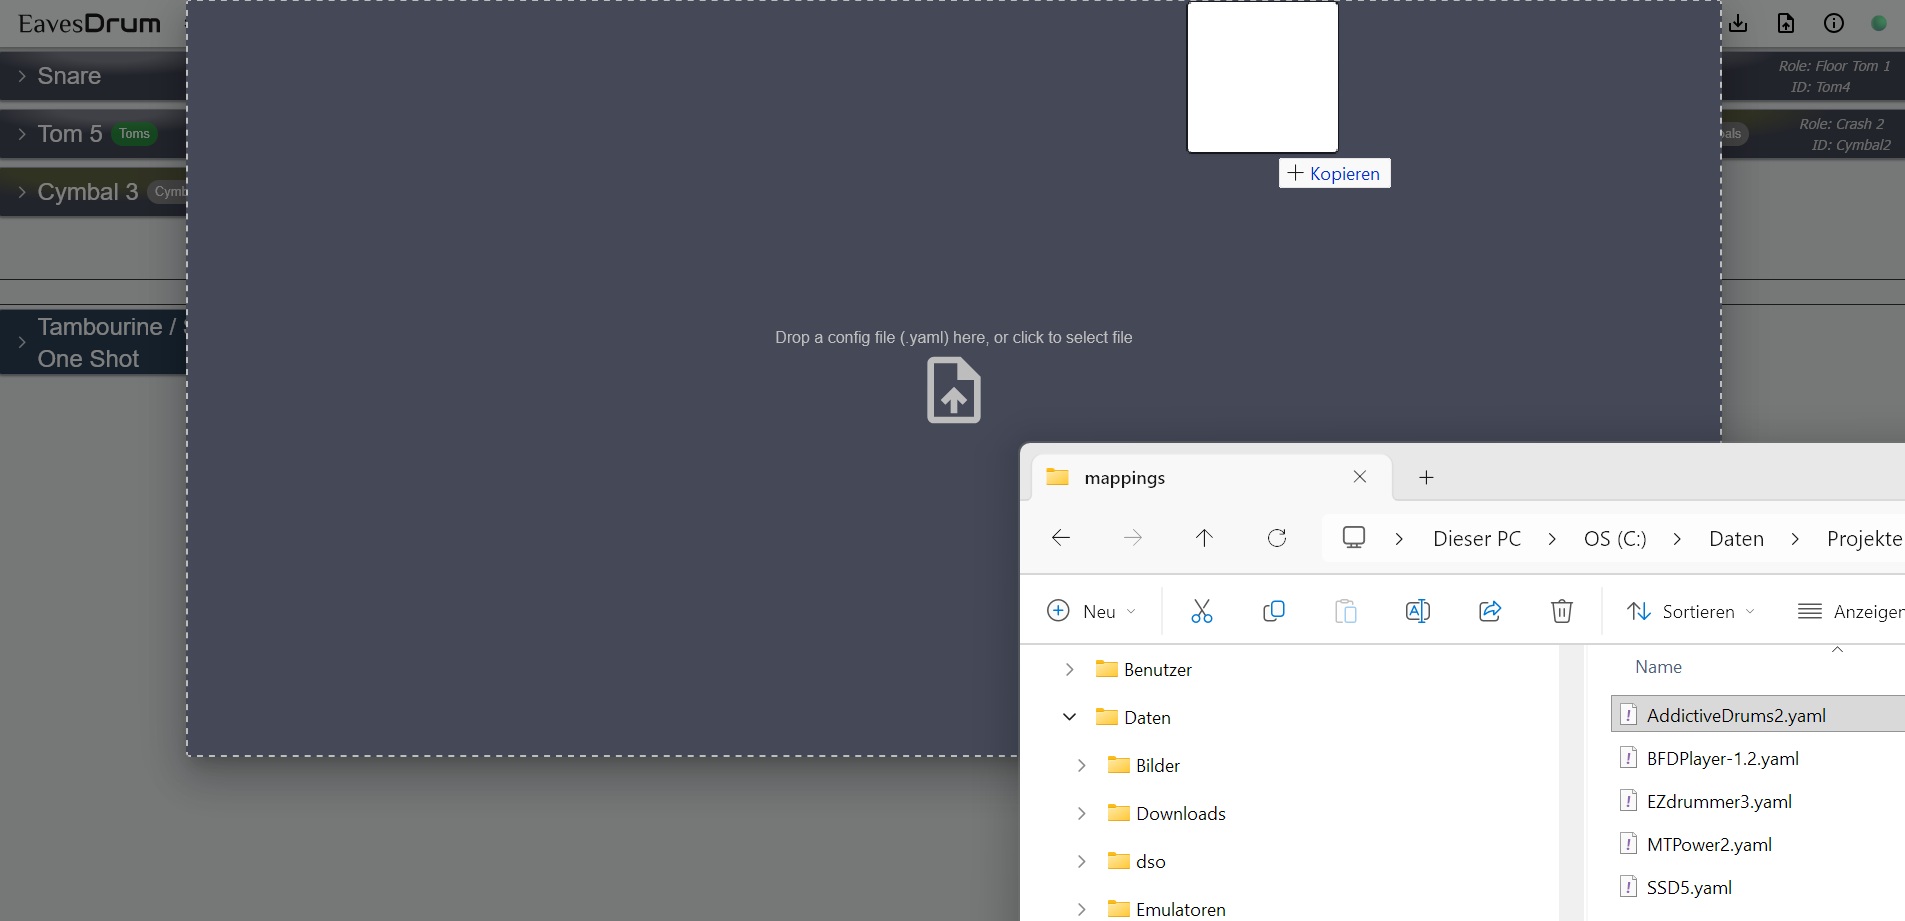 EavesDrum
Snare
Role: Floor Tom 1
ID: Tom4
Tom 5 Toms
Role: Crash 2
ID: Cymbal2
Cymbal 3
Tambourine /
One Shot
Kopieren
Drop a config file (.yaml) here, or click to select file
mappings
Dieser PC > OS (C:) > Daten > Projekte
Neu
Sortieren
Name
Benutzer
Daten
Bilder
Downloads
dso
Emulatoren
AddictiveDrums2.yaml
BFDPlayer-1.2.yaml
EZdrummer3.yaml
MTPower2.yaml
SSD5.yaml